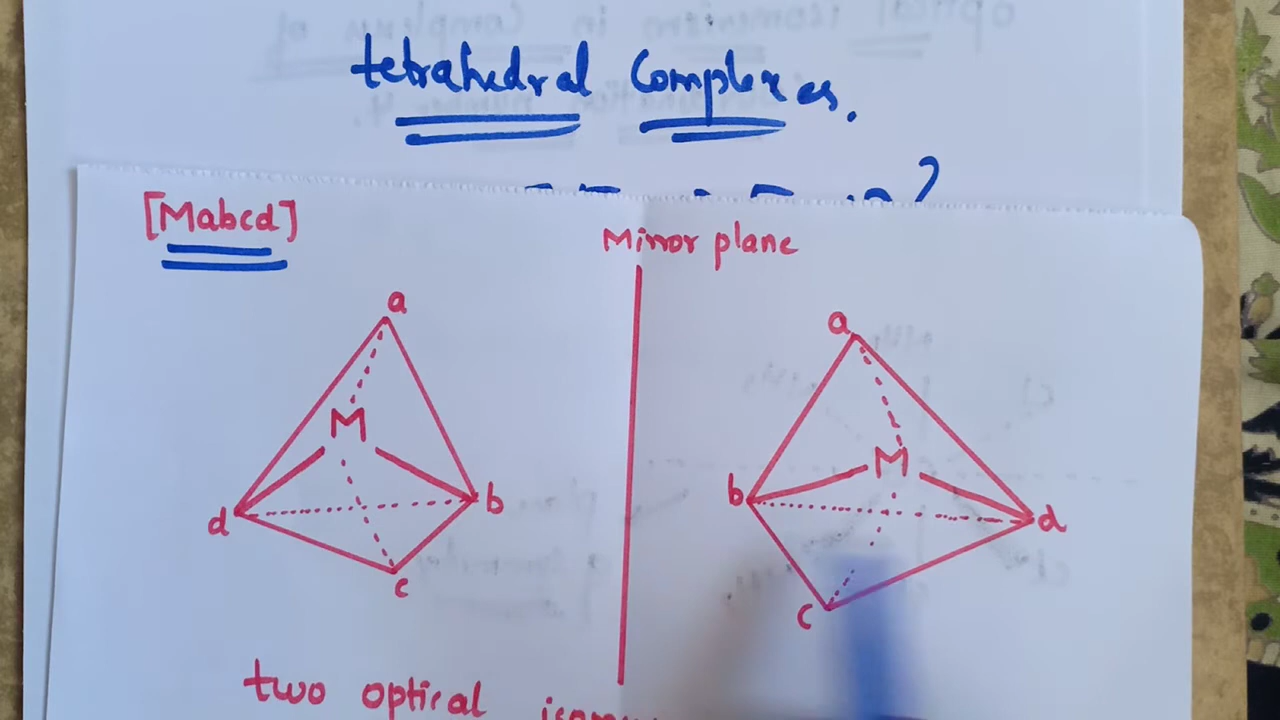 tetrahedral Complexes.
?
[Mabcd]
Mirror plane
a
M
d
b
c
a
M
b
d
c
two optical